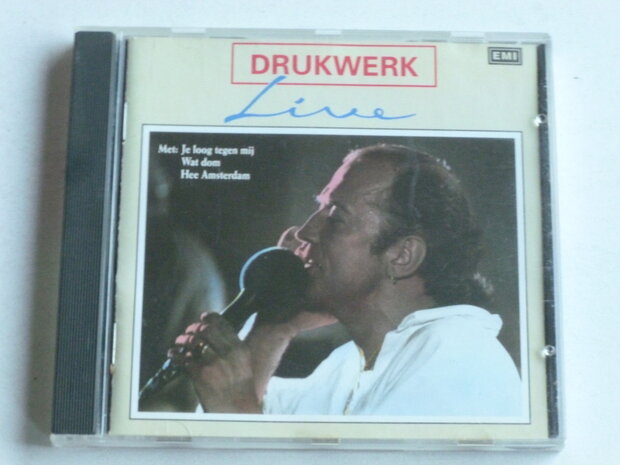 DRUKWERK
EMI
Live
Met: Je loog tegen mij
Wat dom
Hee Amsterdam